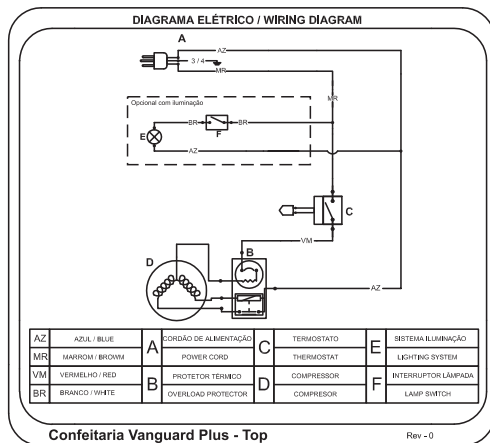 DIAGRAMA ELÉTRICO / WIRING DIAGRAM
A
AZ
3 / 4
MR
MR
Opcional com iluminação
BR
BR
E
F
AZ
C
VM
B
D
AZ
AZ AZUL / BLUE A CORDÃO DE ALIMENTAÇÃO C TERMOSTATO E SISTEMA ILUMINAÇÃO
MR MARROM / BROWM POWER CORD THERMOSTAT LIGHTING SYSTEM
VM VERMELHO / RED B PROTETOR TÉRMICO D COMPRESSOR F INTERRUPTOR LÂMPADA
BR BRANCO / WHITE OVERLOAD PROTECTOR COMPRESOR LAMP SWITCH
Confeitaria Vanguard Plus - Top
Rev - 0